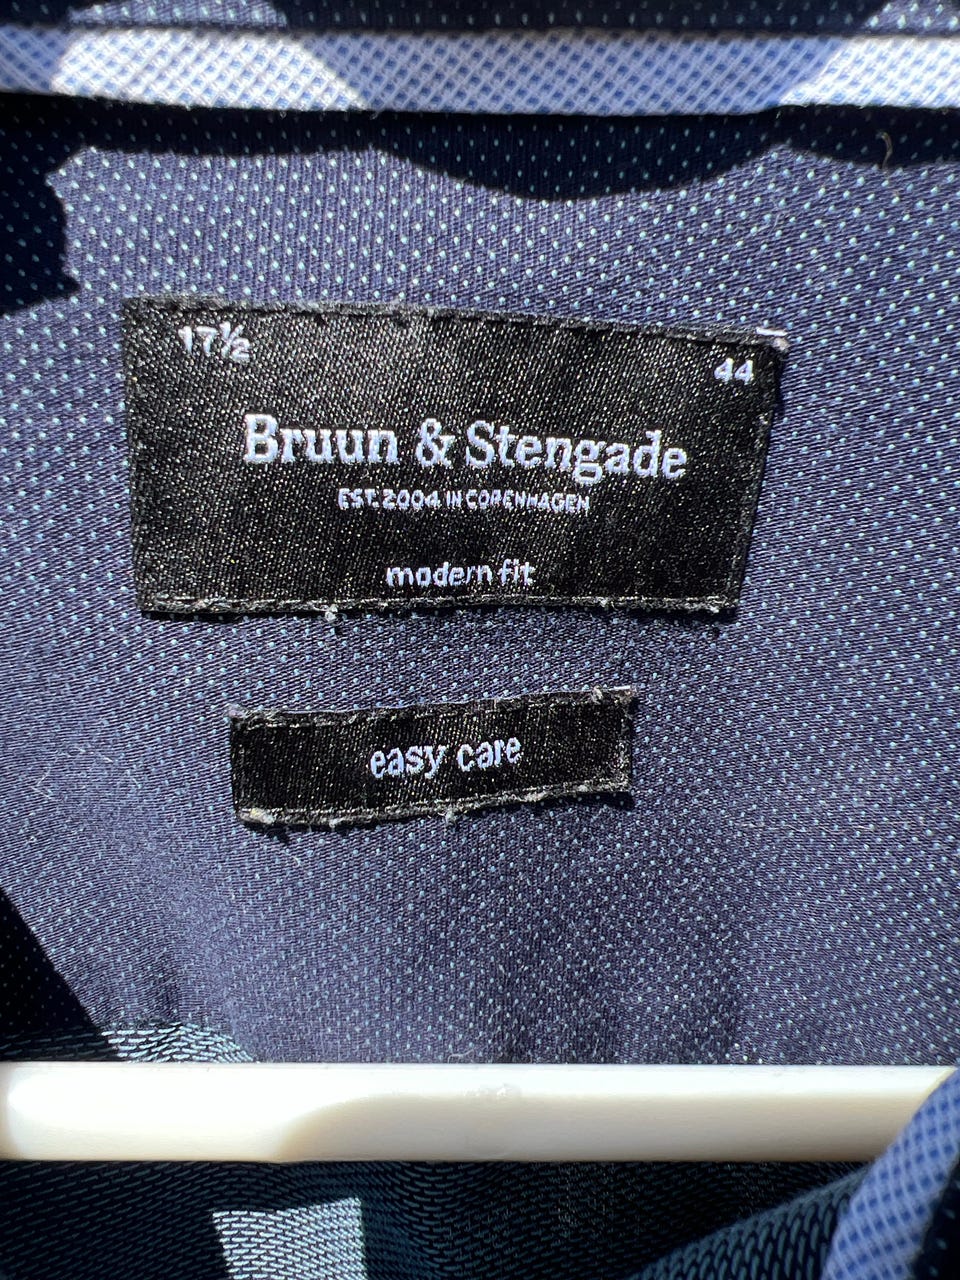 17½ 44
Bruun & Stengade
EST. 2004 IN COPENHAGEN
modern fit
easy care